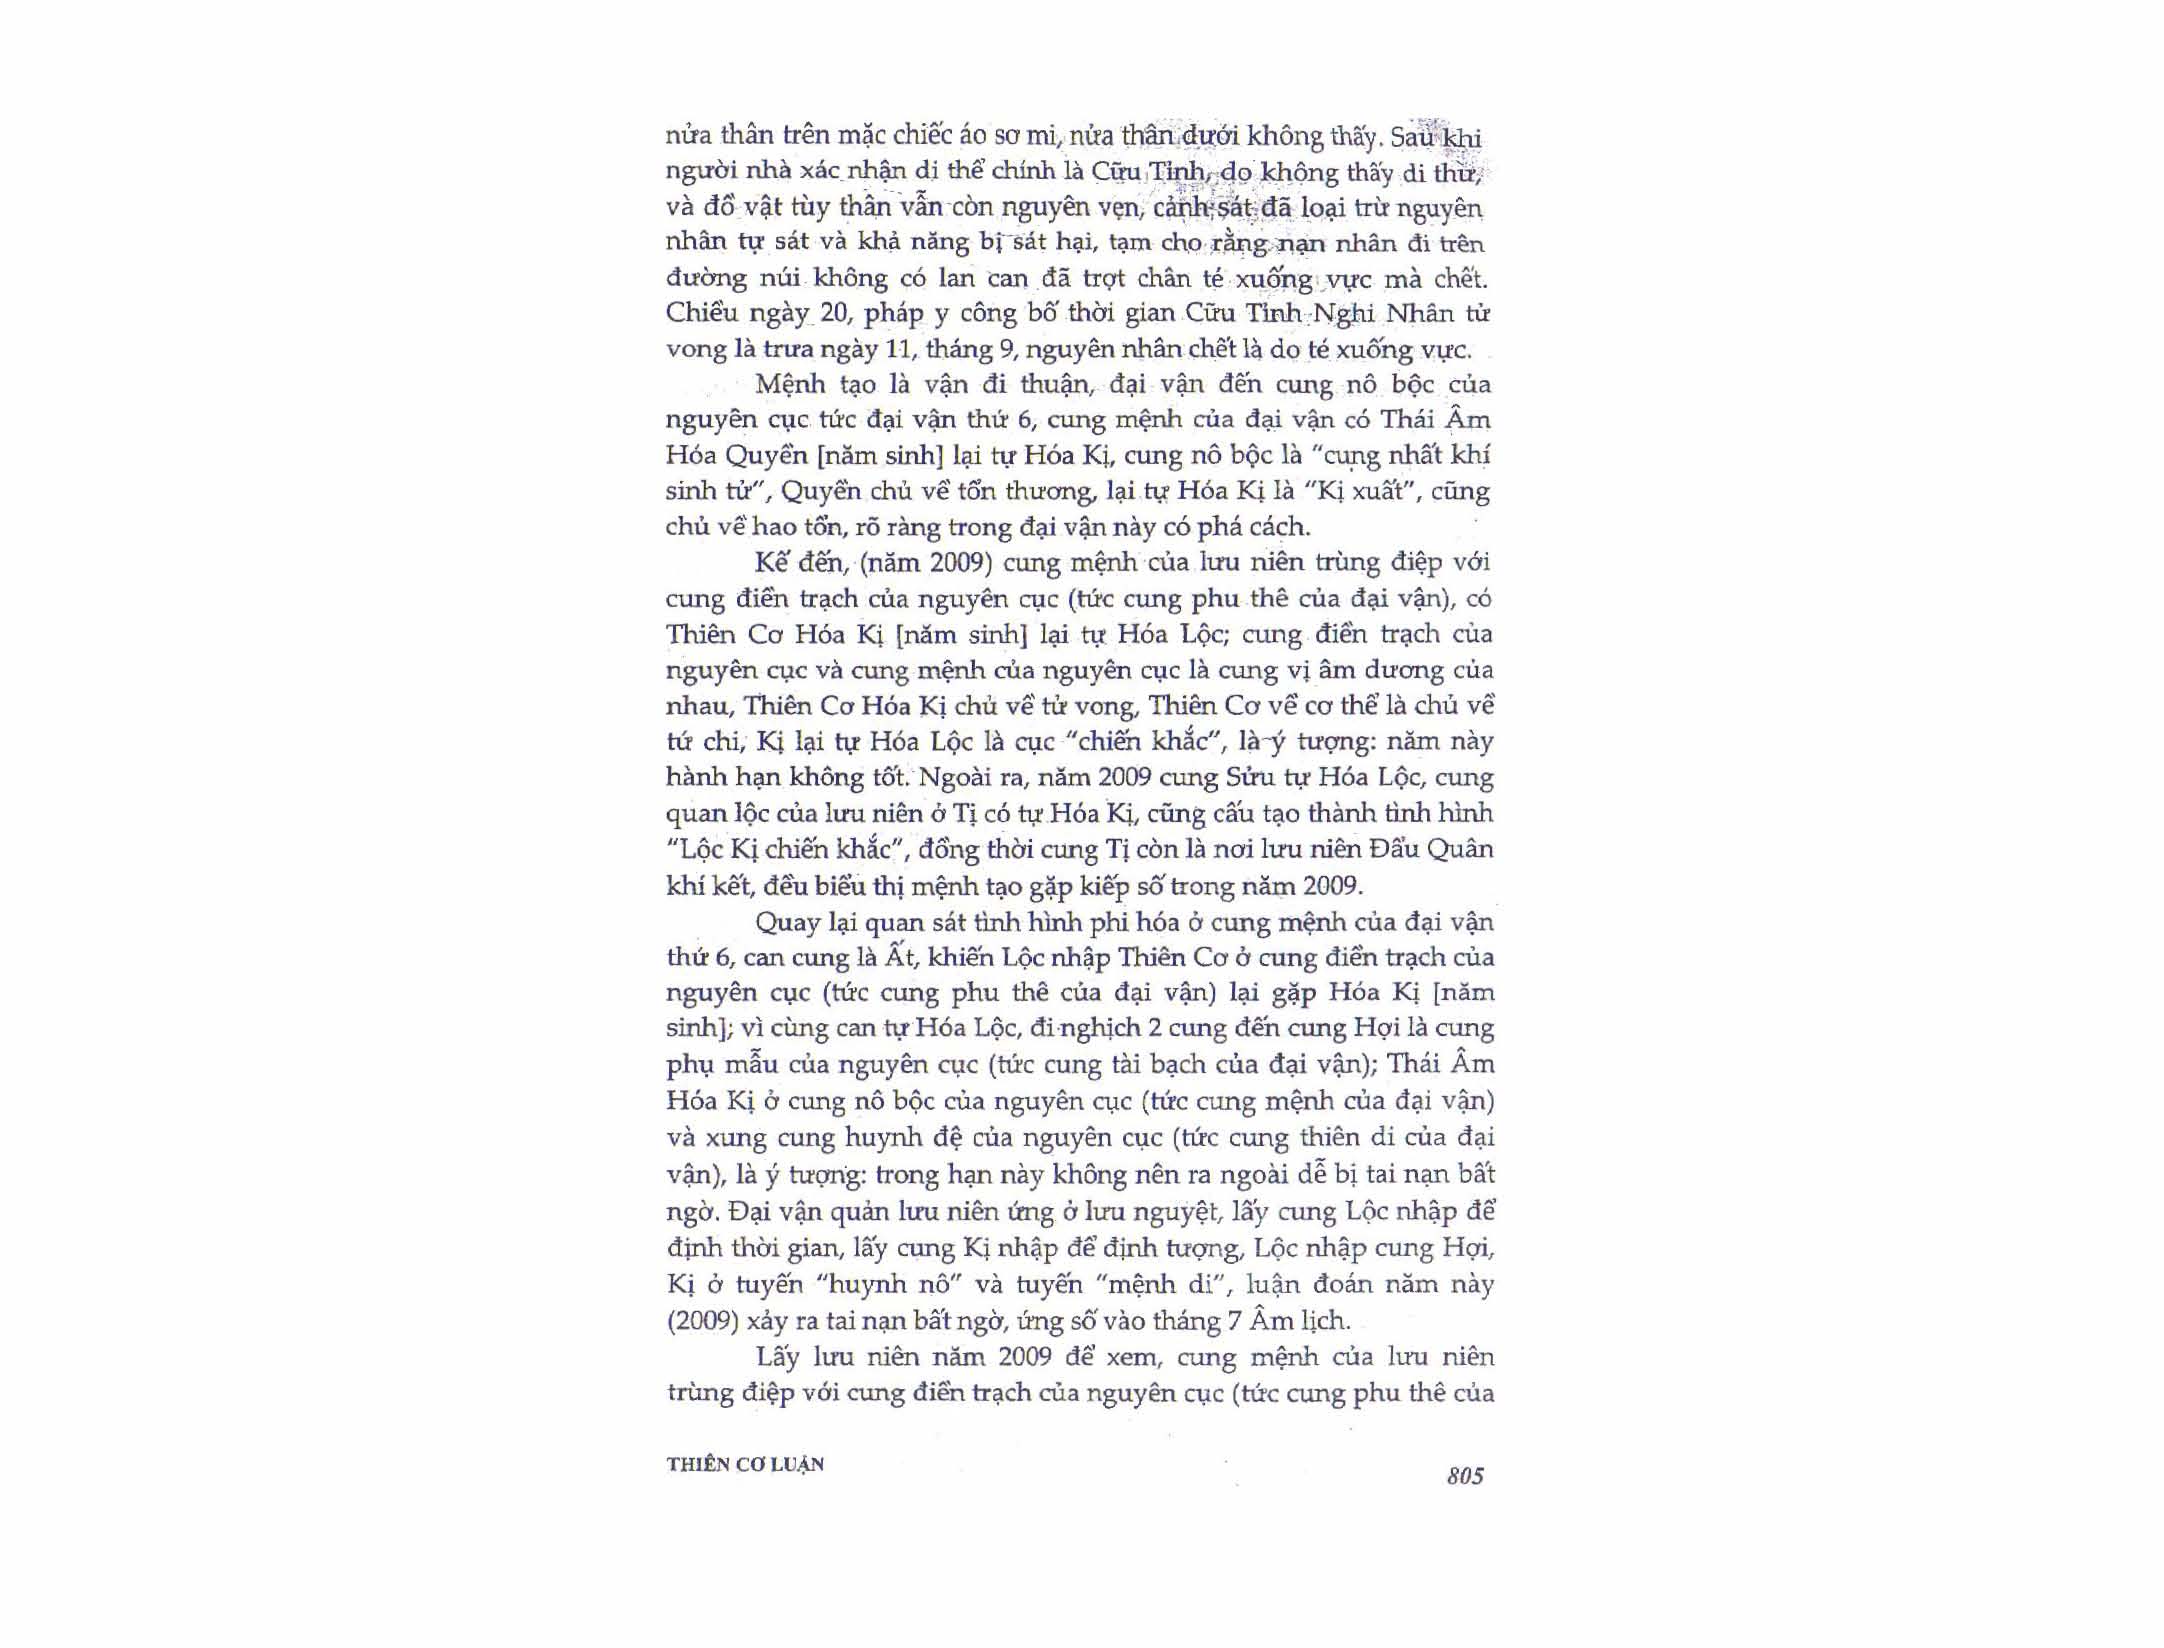 nửa thân trên mặc chiếc áo sơ mi, nửa thân dưới không thấy. Sau khi
người nhà xác nhận di thể chính là Cữu Tỉnh, do không thấy di thư,
và đồ vật tùy thân vẫn còn nguyên vẹn, cảnh sát đã loại trừ nguyên
nhân tự sát và khả năng bị sát hại, tạm cho rằng nạn nhân đi trên
đường núi không có lan can đã trợt chân té xuống vực mà chết.
Chiều ngày 20, pháp y công bố thời gian Cữu Tỉnh Nghi Nhân tử
vong là trưa ngày 11, tháng 9, nguyên nhân chết là do té xuống vực.
Mệnh tạo là vận đi thuận, đại vận đến cung nô bộc của
nguyên cục tức đại vận thứ 6, cung mệnh của đại vận có Thái Âm
Hóa Quyền [năm sinh] lại tự Hóa Kị, cung nô bộc là "cung nhất khí
sinh tử", Quyền chủ về tổn thương, lại tự Hóa Kị là "Kị xuất", cũng
chủ về hao tổn, rõ ràng trong đại vận này có phá cách.
Kế đến, (năm 2009) cung mệnh của lưu niên trùng điệp với
cung điền trạch của nguyên cục (tức cung phu thê của đại vận), có
Thiên Cơ Hóa Kị [năm sinh] lại tự Hóa Lộc; cung điền trạch của
nguyên cục và cung mệnh của nguyên cục là cung vị âm dương của
nhau, Thiên Cơ Hóa Kị chủ về tử vong, Thiên Cơ về cơ thể là chủ về
tứ chi, Kị lại tự Hóa Lộc là cục "chiến khắc", là ý tượng: năm này
hành hạn không tốt. Ngoài ra, năm 2009 cung Sửu tự Hóa Lộc, cung
quan lộc của lưu niên ở Tị có tự Hóa Kị, cũng cấu tạo thành tình hình
"Lộc Kị chiến khắc", đồng thời cung Tị còn là nơi lưu niên Đẩu Quân
khí kết, đều biểu thị mệnh tạo gặp kiếp số trong năm 2009.
Quay lại quan sát tình hình phi hóa ở cung mệnh của đại vận
thứ 6, can cung là Ất, khiến Lộc nhập Thiên Cơ ở cung điền trạch của
nguyên cục (tức cung phu thê của đại vận) lại gặp Hóa Kị [năm
sinh]; vì cùng can tự Hóa Lộc, đi nghịch 2 cung đến cung Hợi là cung
phụ mẫu của nguyên cục (tức cung tài bạch của đại vận); Thái Âm
Hóa Kị ở cung nô bộc của nguyên cục (tức cung mệnh của đại vận)
và xung cung huynh đệ của nguyên cục (tức cung thiên di của đại
vận), là ý tượng: trong hạn này không nên ra ngoài dễ bị tai nạn bất
ngờ. Đại vận quản lưu niên ứng ở lưu nguyệt, lấy cung Lộc nhập để
định thời gian, lấy cung Kị nhập để định tượng, Lộc nhập cung Hợi,
Kị ở tuyến "huynh nô" và tuyến "mệnh di", luận đoán năm này
(2009) xảy ra tai nạn bất ngờ, ứng số vào tháng 7 Âm lịch.
Lấy lưu niên năm 2009 để xem, cung mệnh của lưu niên
trùng điệp với cung điền trạch của nguyên cục (tức cung phu thê của
THIÊN CƠ LUẬN
805